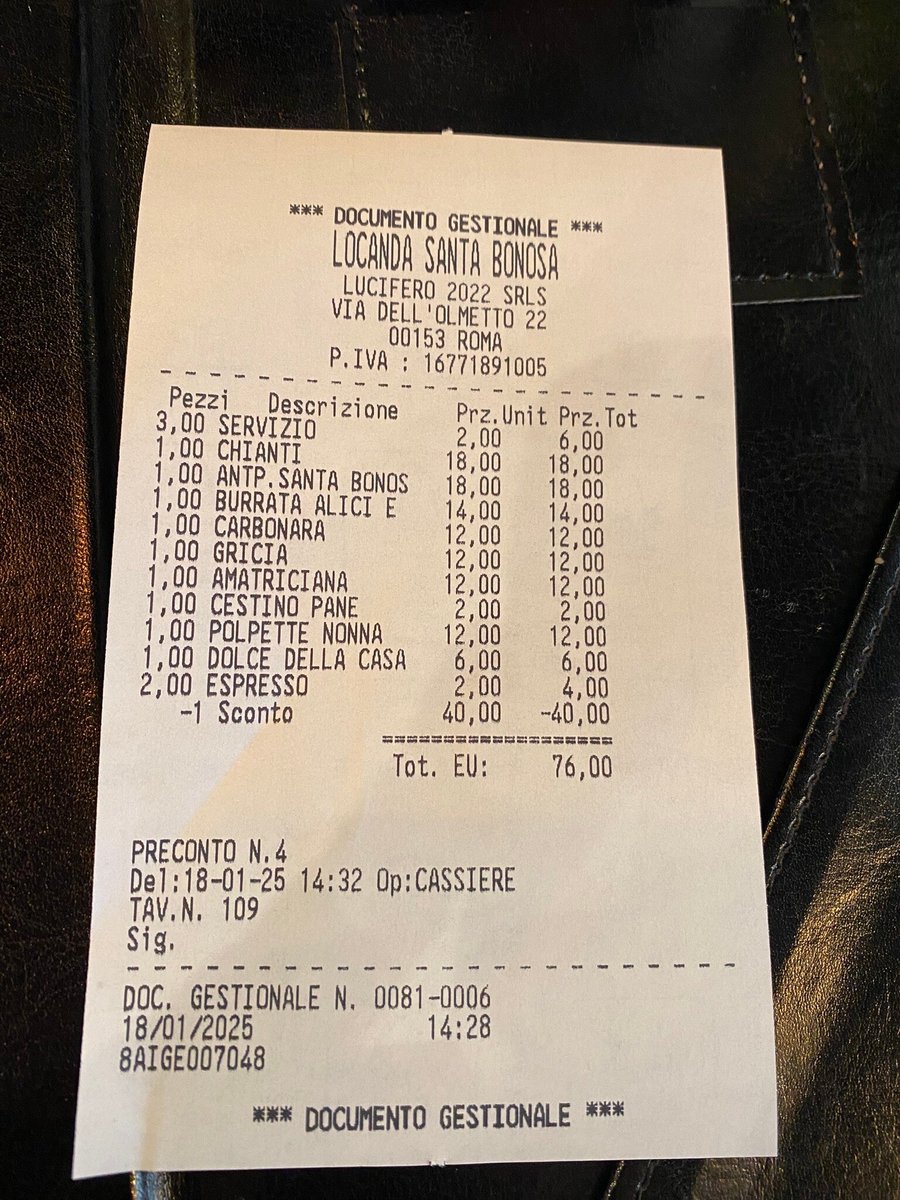 *** DOCUMENTO GESTIONALE ***
LOCANDA SANTA BONOSA
LUCIFERO 2022 SRLS
VIA DELL'OLMETTO 22
00153 ROMA
P.IVA : 16771891005
Pezzi Descrizione Prz.Unit Prz.Tot
3,00 SERVIZIO 2,00 6,00
1,00 CHIANTI 18,00 18,00
1,00 ANTP.SANTA BONOS 18,00 18,00
1,00 BURRATA ALICI E 14,00 14,00
1,00 CARBONARA 12,00 12,00
1,00 GRICIA 12,00 12,00
1,00 AMATRICIANA 12,00 12,00
1,00 CESTINO PANE 2,00 2,00
1,00 POLPETTE NONNA 12,00 12,00
1,00 DOLCE DELLA CASA 6,00 6,00
2,00 ESPRESSO 2,00 4,00
-1 Sconto 40,00 -40,00
Tot. EU: 76,00
PRECONTO N.4
Del:18-01-25 14:32 Op:CASSIERE
TAV.N. 109
Sig.
DOC. GESTIONALE N. 0081-0006
18/01/2025 14:28
8AIGE007048
*** DOCUMENTO GESTIONALE ***